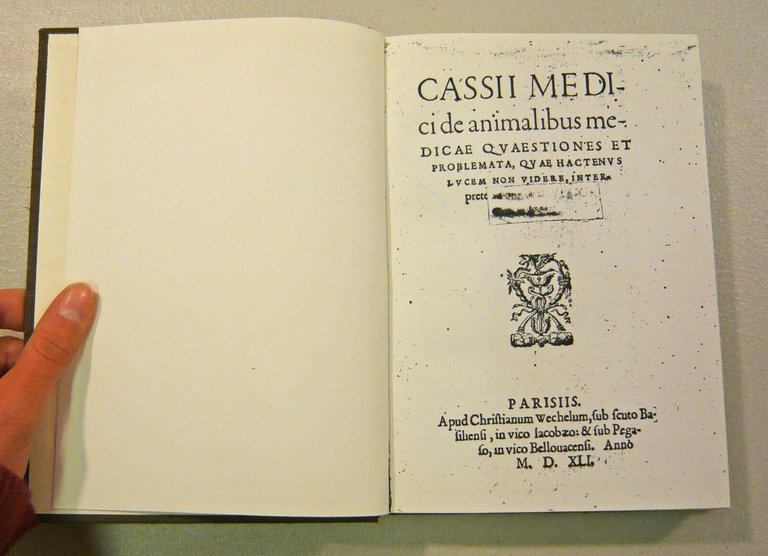 CASSII MEDI-
ci de animalibus me-
DICAE QVAESTIONES ET
PROBLEMATA, QVAE HACTENVS
LVCEM NON VIDERE, INTER-
prete
PARISIIS.
Apud Chriſtianum Wechelum, ſub ſcuto Ba-
ſilienſi, in vico Iacobæo: & ſub Pega-
ſo, in vico Bellouacenſi. Anno
M. D. XLI.